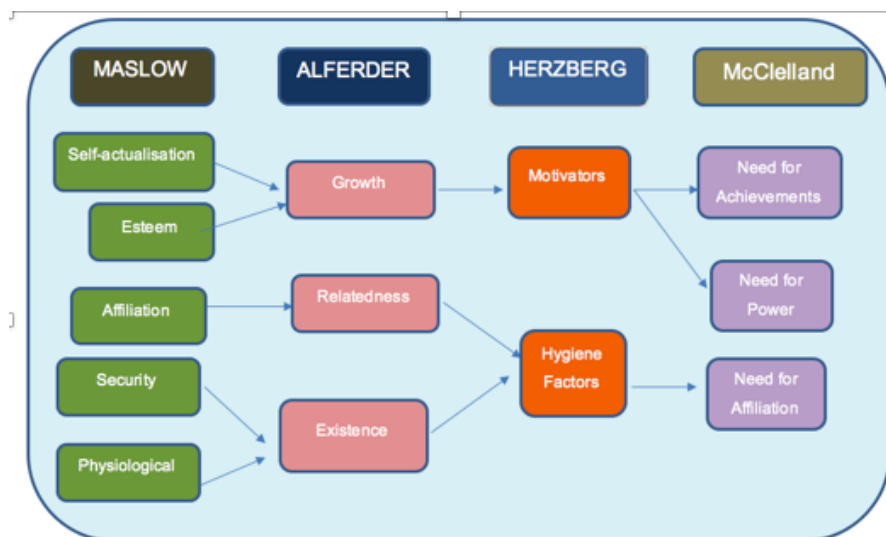 MASLOW
ALFERDER
HERZBERG
McClelland
Self-actualisation
Growth
Motivators
Need for
Achievements
Esteem
Affiliation
Relatedness
Need for
Power
Security
Hygiene
Factors
Need for
Affiliation
Existence
Physiological